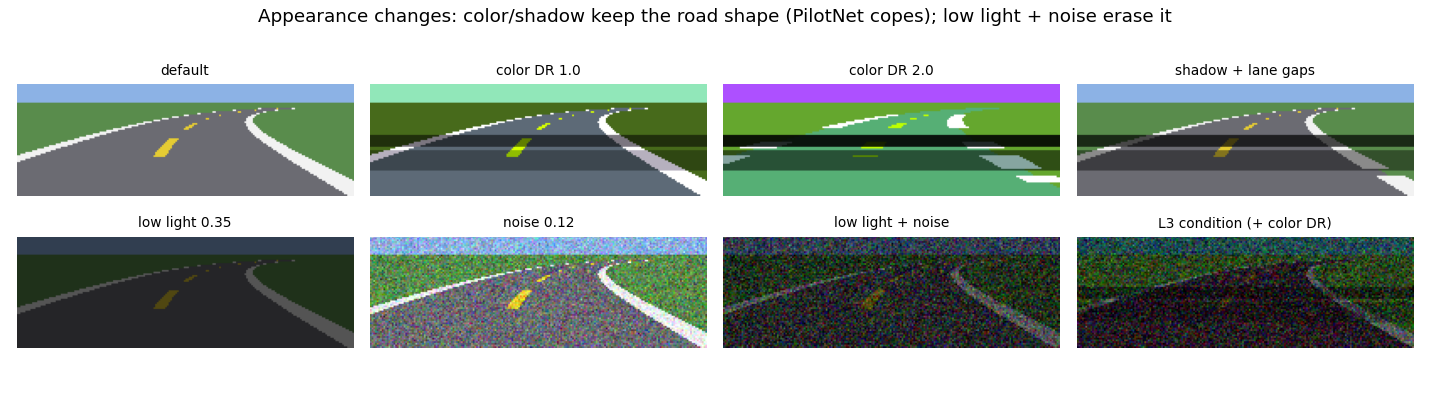 Appearance changes: color/shadow keep the road shape (PilotNet copes); low light + noise erase it
default
color DR 1.0
color DR 2.0
shadow + lane gaps
low light 0.35
noise 0.12
low light + noise
L3 condition (+ color DR)